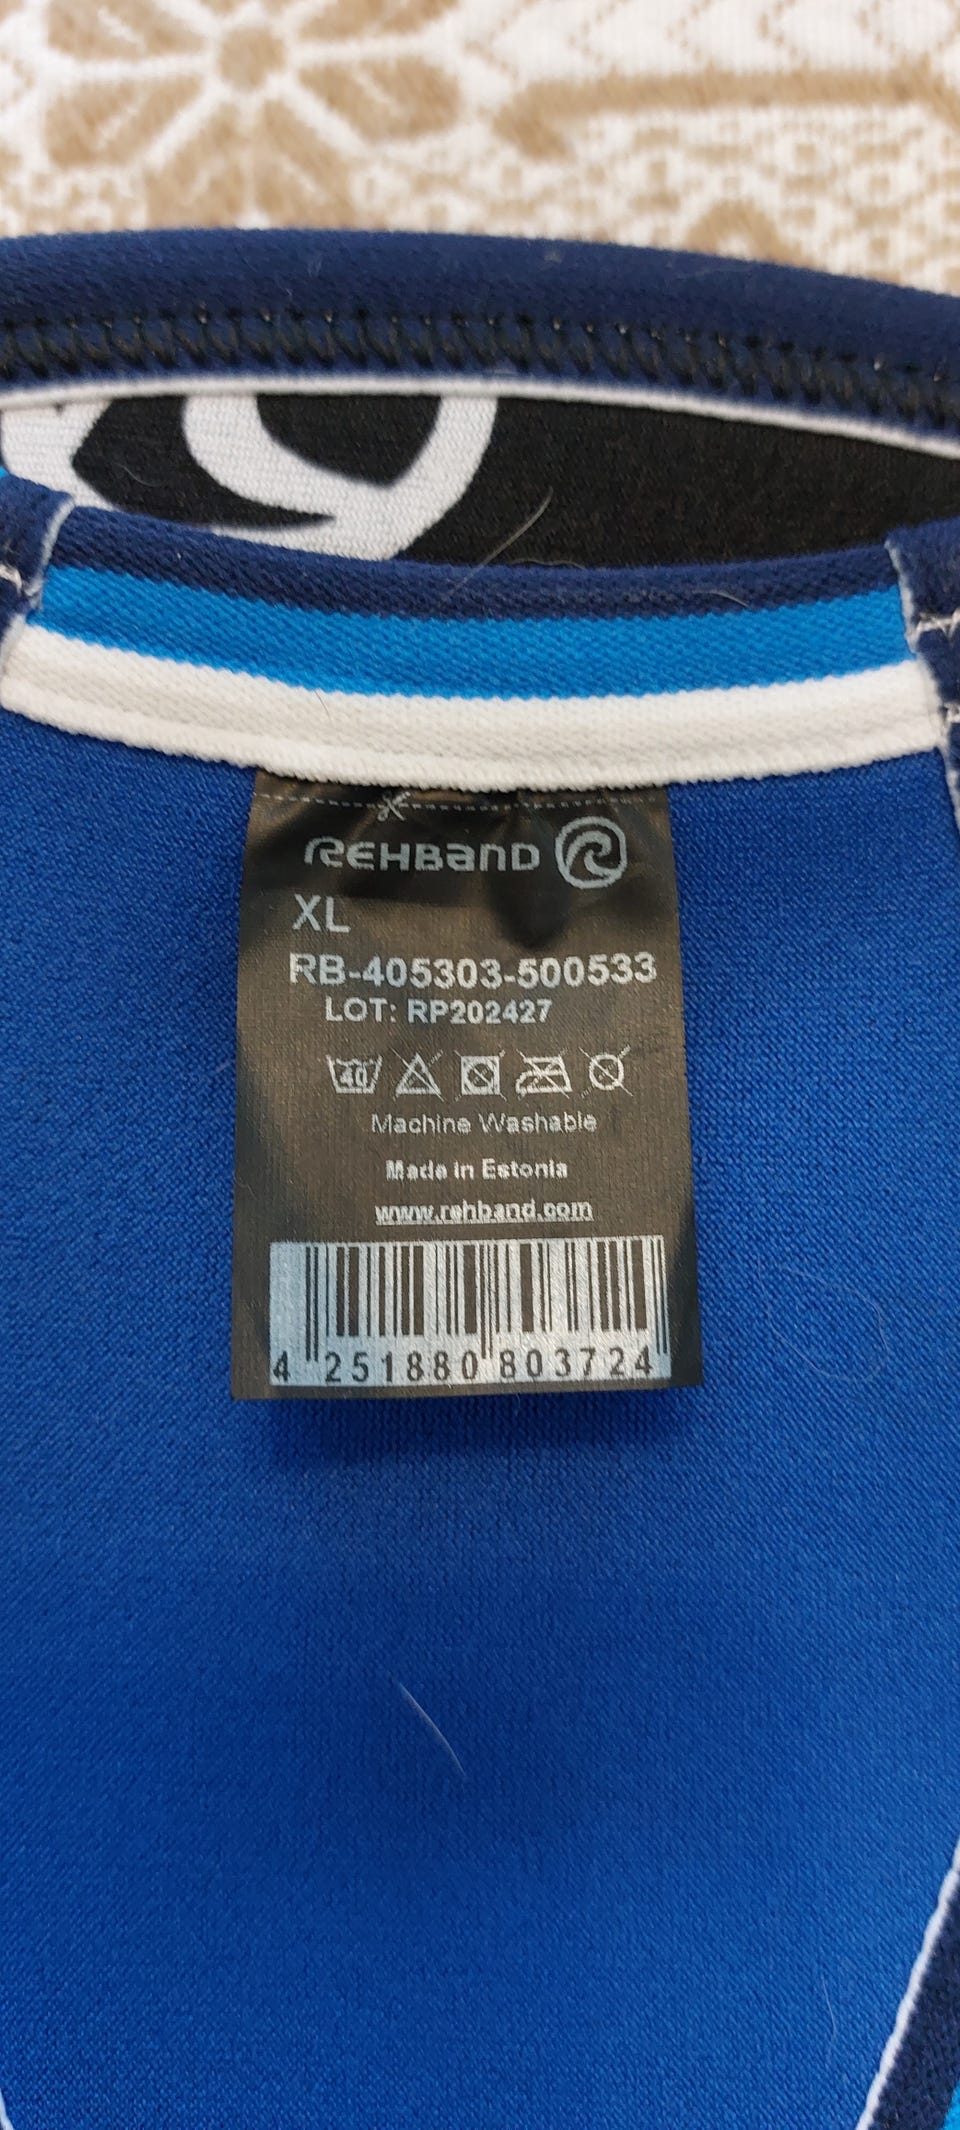 REHBAND
XL
RB-405303-500533
LOT: RP202427
40
Machine Washable
Made in Estonia
www.rehband.com
4 251880 803724